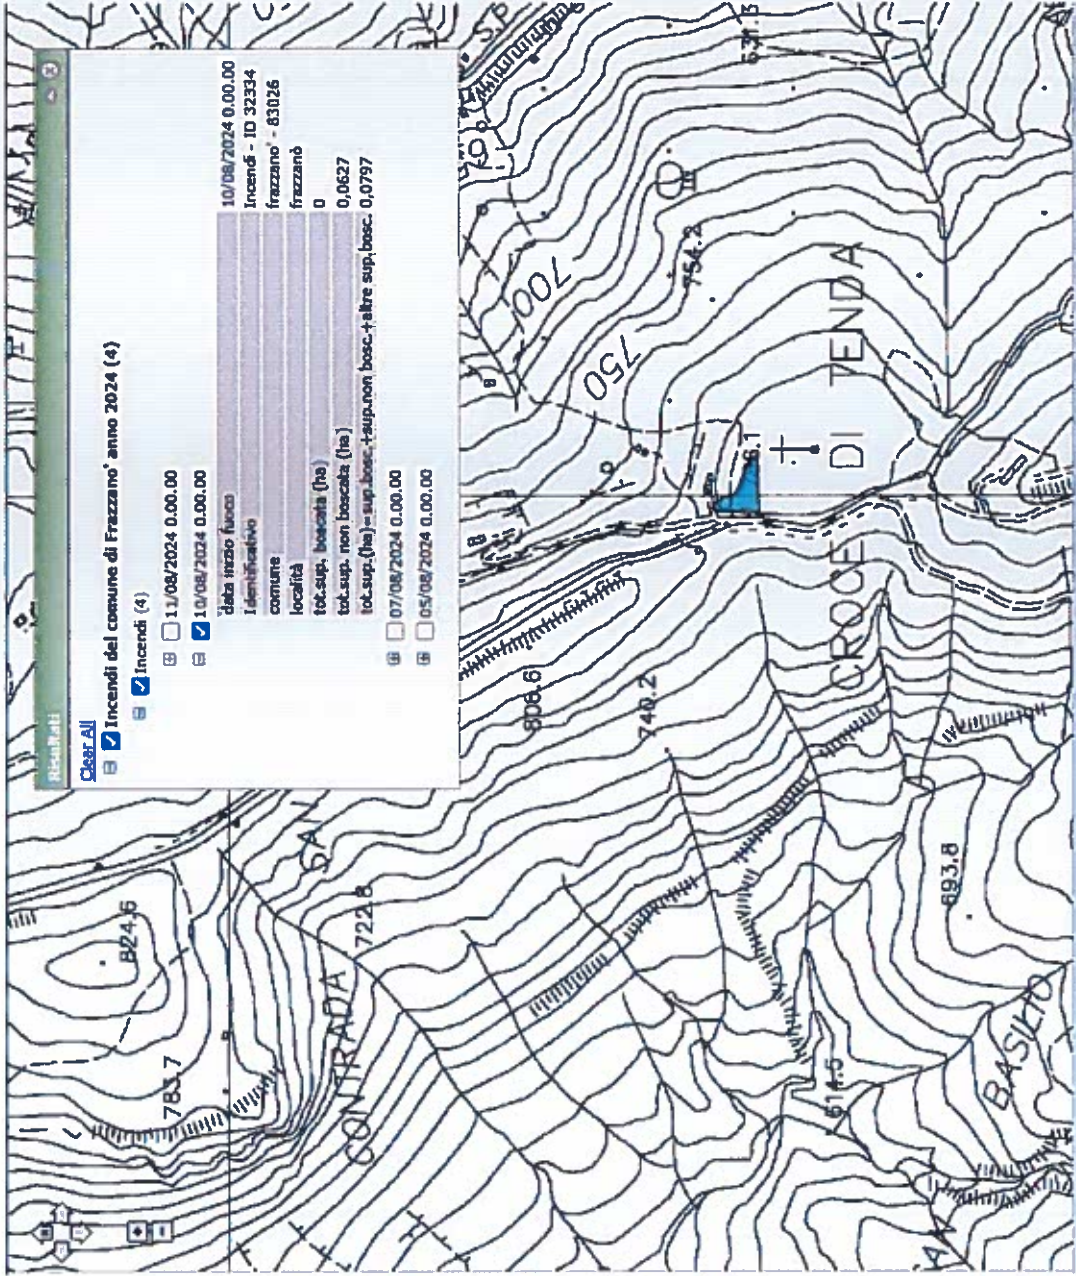 Risultati
Clear All
Incendi del comune di Frazzano' anno 2024 (4)
Incendi (4)
11/08/2024 0.00.00
10/08/2024 0.00.00
data inizio fuoco 10/08/2024 0.00.00
Identificativo Incendi - ID 32334
comune frazzano' - 83026
località frazzanò
tot.sup. boscata (ha) 0
tot.sup. non boscata (ha) 0,0627
tot.sup.(ha)=sup.bosc.+sup.non bosc.+altre sup.bosc. 0,0797
07/08/2024 0.00.00
05/08/2024 0.00.00
S.P
824.6
783.7
CONTRADA
722.8
806.6
740.2
700
750
754.2
631.3
CROCE DI TENDA
693.8
614.5
BASILIO